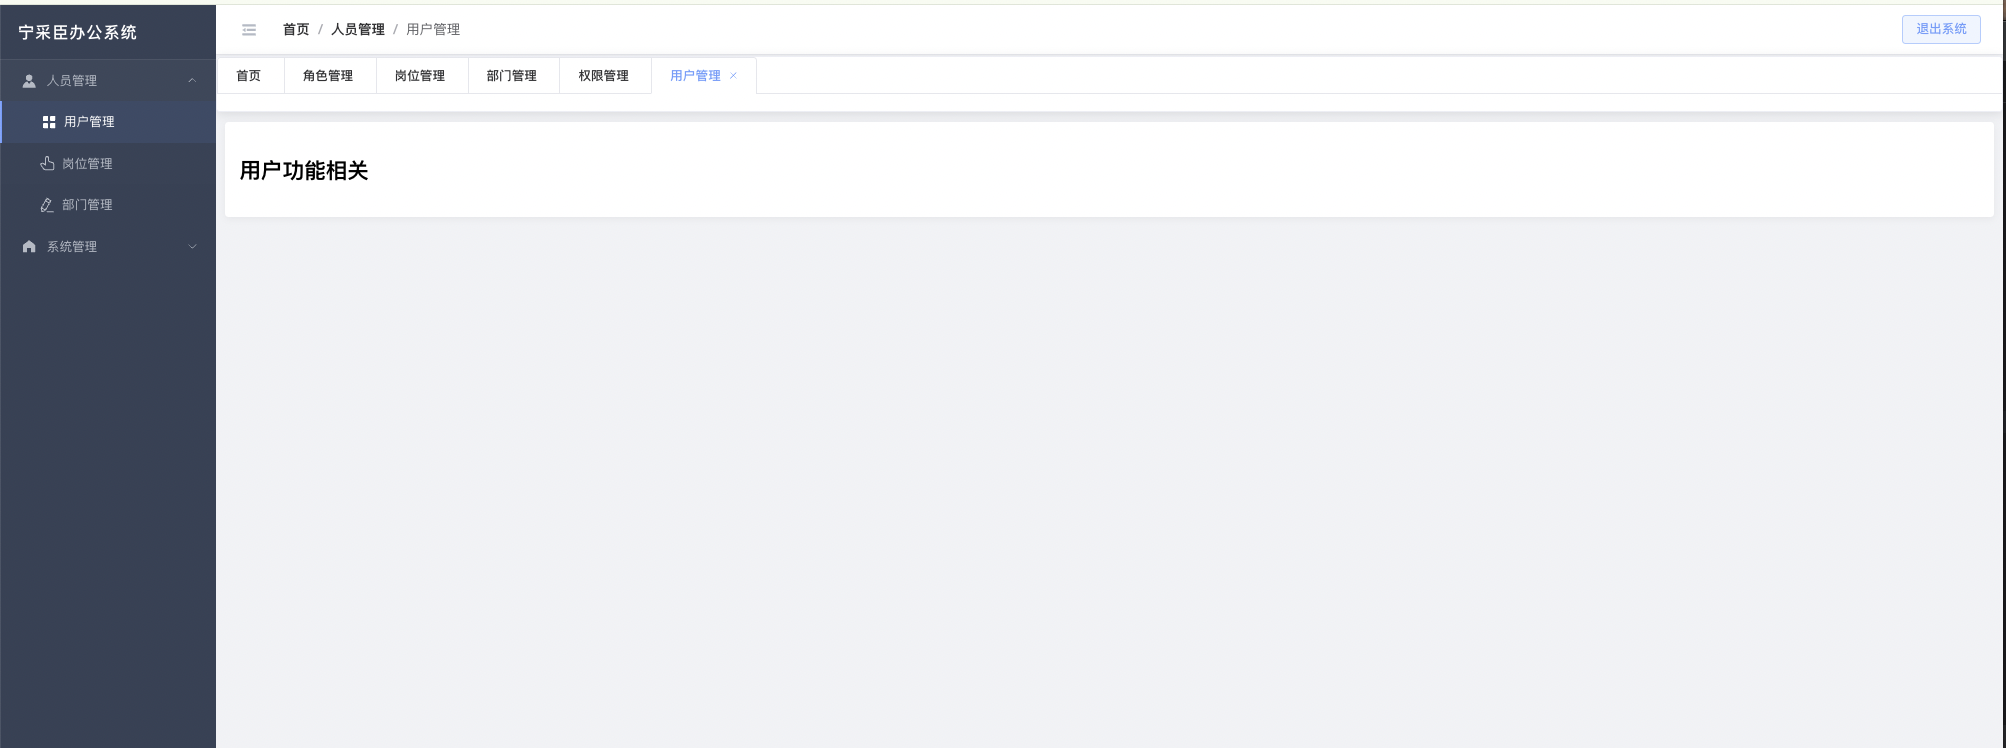 宁采臣办公系统
人员管理
用户管理
岗位管理
部门管理
系统管理
首页 / 人员管理 / 用户管理
退出系统
首页 角色管理 岗位管理 部门管理 权限管理 用户管理 ×
用户功能相关